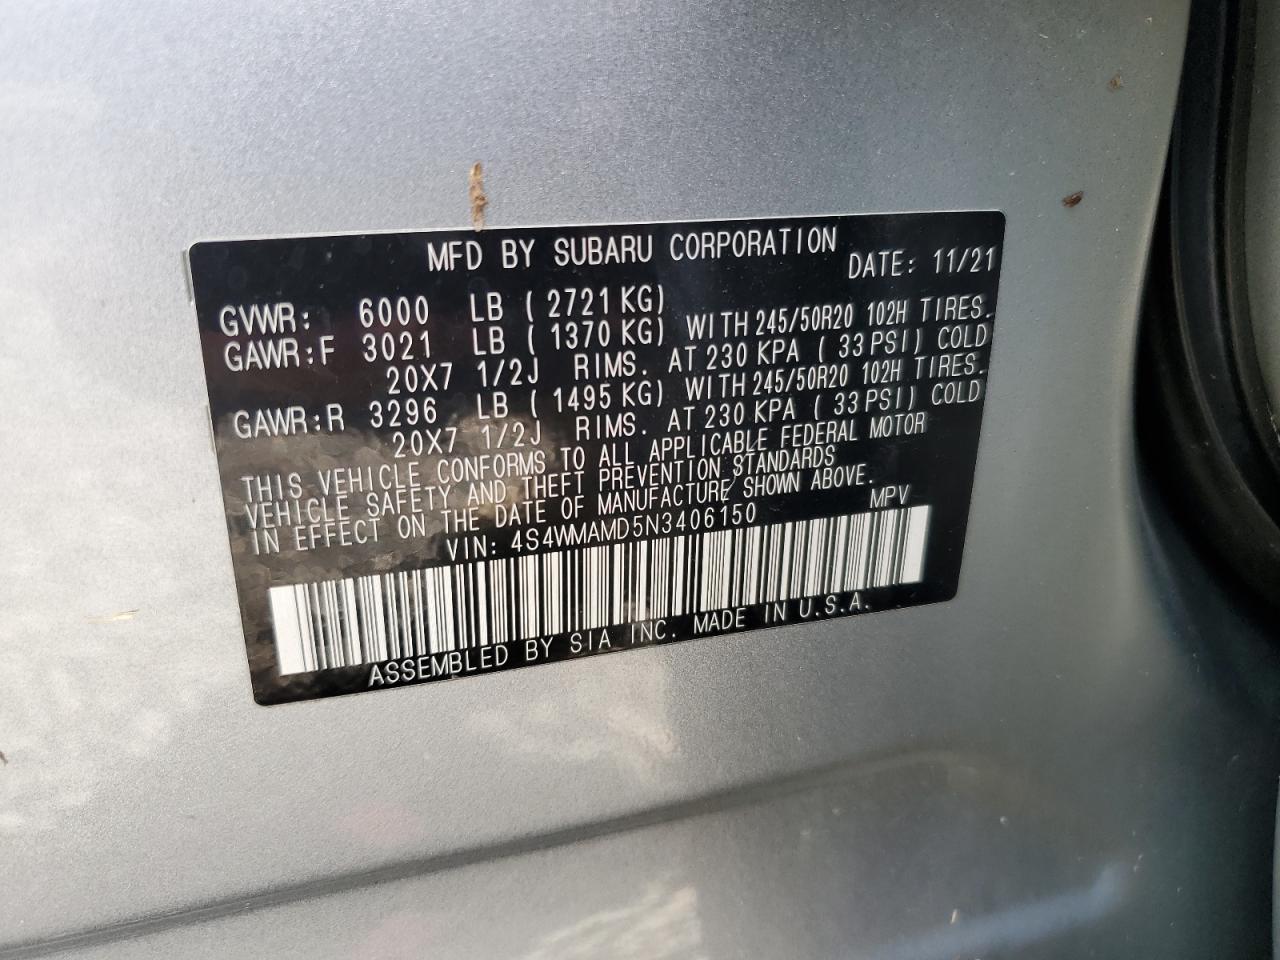 MFD BY SUBARU CORPORATION
DATE: 11/21
GVWR: 6000 LB ( 2721 KG)
GAWR:F 3021 LB ( 1370 KG) WITH 245/50R20 102H TIRES.
20X7 1/2J RIMS. AT 230 KPA ( 33 PSI) COLD
GAWR:R 3296 LB ( 1495 KG) WITH 245/50R20 102H TIRES.
20X7 1/2J RIMS. AT 230 KPA ( 33 PSI) COLD
THIS VEHICLE CONFORMS TO ALL APPLICABLE FEDERAL MOTOR
VEHICLE SAFETY AND THEFT PREVENTION STANDARDS
IN EFFECT ON THE DATE OF MANUFACTURE SHOWN ABOVE.
VIN: 4S4WMAMD5N3406150 MPV
ASSEMBLED BY SIA INC. MADE IN U.S.A.